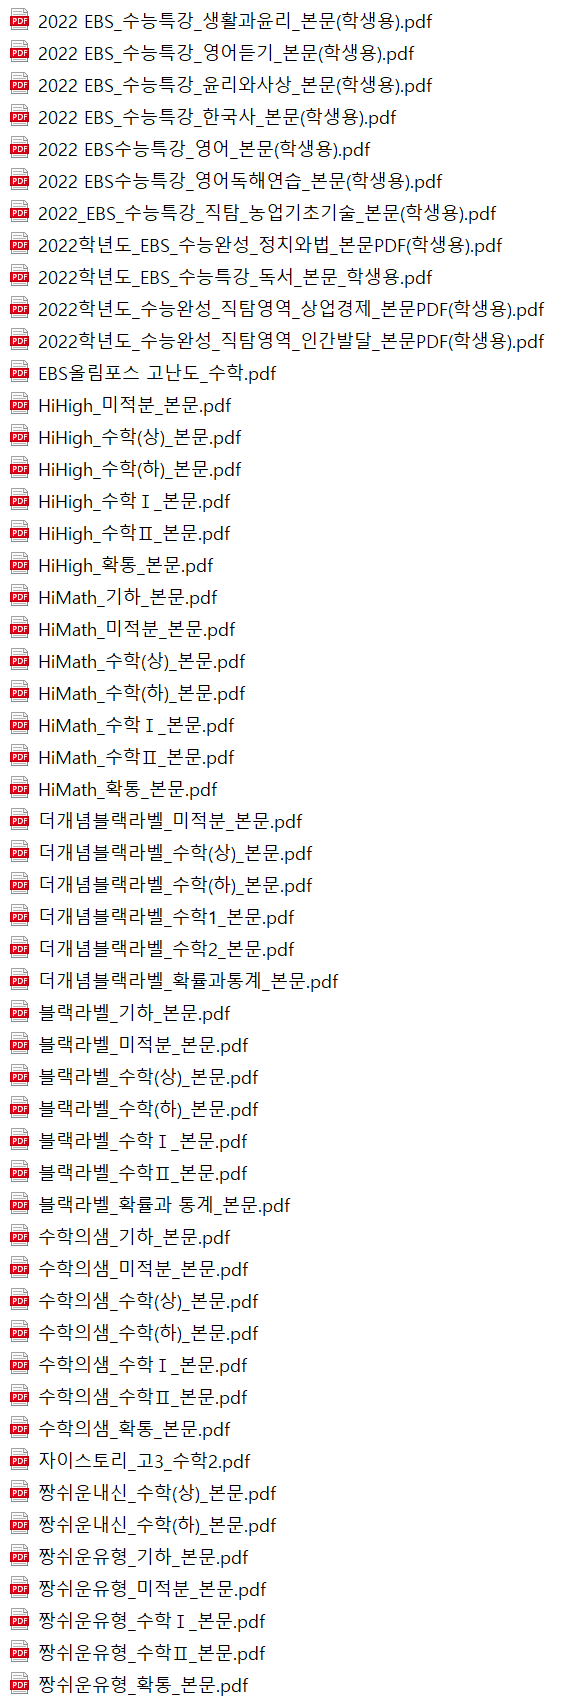 2022 EBS_수능특강_생활과윤리_본문(학생용).pdf
2022 EBS_수능특강_영어듣기_본문(학생용).pdf
2022 EBS_수능특강_윤리와사상_본문(학생용).pdf
2022 EBS_수능특강_한국사_본문(학생용).pdf
2022 EBS수능특강_영어_본문(학생용).pdf
2022 EBS수능특강_영어독해연습_본문(학생용).pdf
2022_EBS_수능특강_직탐_농업기초기술_본문(학생용).pdf
2022학년도_EBS_수능완성_정치와법_본문PDF(학생용).pdf
2022학년도_EBS_수능특강_독서_본문_학생용.pdf
2022학년도_수능완성_직탐영역_상업경제_본문PDF(학생용).pdf
2022학년도_수능완성_직탐영역_인간발달_본문PDF(학생용).pdf
EBS올림포스 고난도_수학.pdf
HiHigh_미적분_본문.pdf
HiHigh_수학(상)_본문.pdf
HiHigh_수학(하)_본문.pdf
HiHigh_수학Ⅰ_본문.pdf
HiHigh_수학Ⅱ_본문.pdf
HiHigh_확통_본문.pdf
HiMath_기하_본문.pdf
HiMath_미적분_본문.pdf
HiMath_수학(상)_본문.pdf
HiMath_수학(하)_본문.pdf
HiMath_수학Ⅰ_본문.pdf
HiMath_수학Ⅱ_본문.pdf
HiMath_확통_본문.pdf
더개념블랙라벨_미적분_본문.pdf
더개념블랙라벨_수학(상)_본문.pdf
더개념블랙라벨_수학(하)_본문.pdf
더개념블랙라벨_수학1_본문.pdf
더개념블랙라벨_수학2_본문.pdf
더개념블랙라벨_확률과통계_본문.pdf
블랙라벨_기하_본문.pdf
블랙라벨_미적분_본문.pdf
블랙라벨_수학(상)_본문.pdf
블랙라벨_수학(하)_본문.pdf
블랙라벨_수학Ⅰ_본문.pdf
블랙라벨_수학Ⅱ_본문.pdf
블랙라벨_확률과 통계_본문.pdf
수학의샘_기하_본문.pdf
수학의샘_미적분_본문.pdf
수학의샘_수학(상)_본문.pdf
수학의샘_수학(하)_본문.pdf
수학의샘_수학Ⅰ_본문.pdf
수학의샘_수학Ⅱ_본문.pdf
수학의샘_확통_본문.pdf
자이스토리_고3_수학2.pdf
짱쉬운내신_수학(상)_본문.pdf
짱쉬운내신_수학(하)_본문.pdf
짱쉬운유형_기하_본문.pdf
짱쉬운유형_미적분_본문.pdf
짱쉬운유형_수학Ⅰ_본문.pdf
짱쉬운유형_수학Ⅱ_본문.pdf
짱쉬운유형_확통_본문.pdf